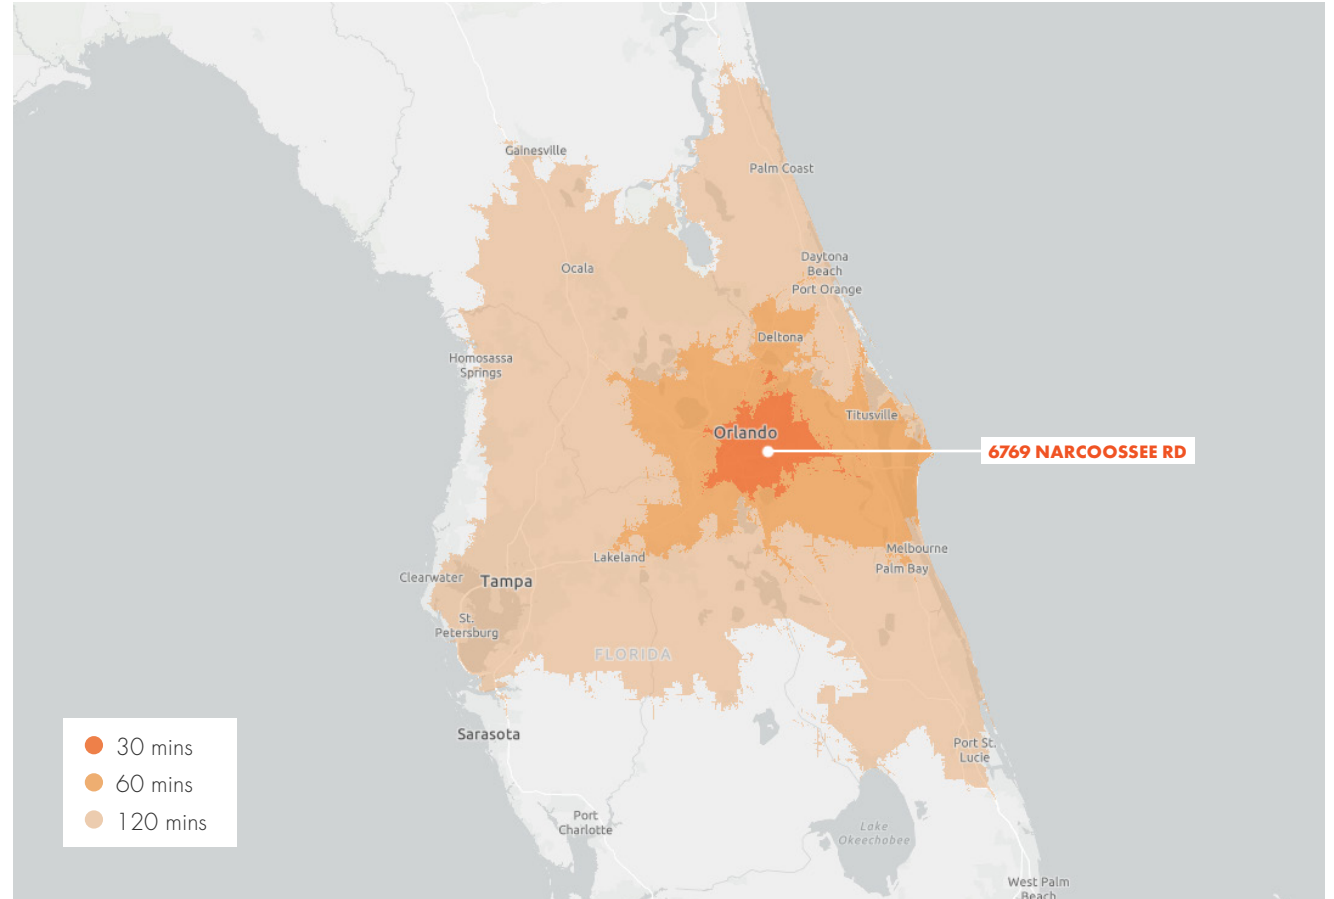 Gainesville
Palm Coast
Ocala
Daytona
Beach
Port Orange
Deltona
Homosassa
Springs
Titusville
Orlando
6769 NARCOOSSEE RD
Melbourne
Lakeland
Palm Bay
Clearwater
Tampa
St.
Petersburg
FLORIDA
Sarasota
Port St.
Lucie
30 mins
60 mins
120 mins
Port
Charlotte
Lake
Okeechobee
West Palm
Beach